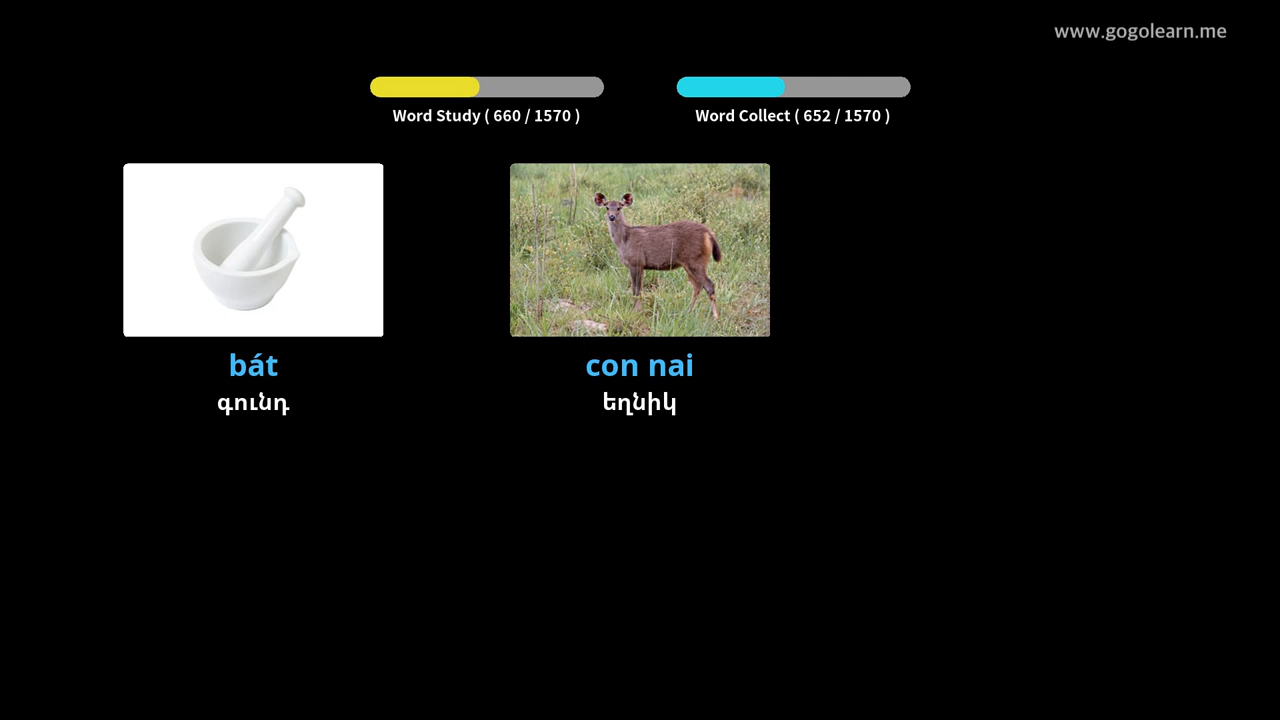 www.gogolearn.me
Word Study ( 660 / 1570 )
Word Collect ( 652 / 1570 )
bát
գունդ
con nai
եղնիկ